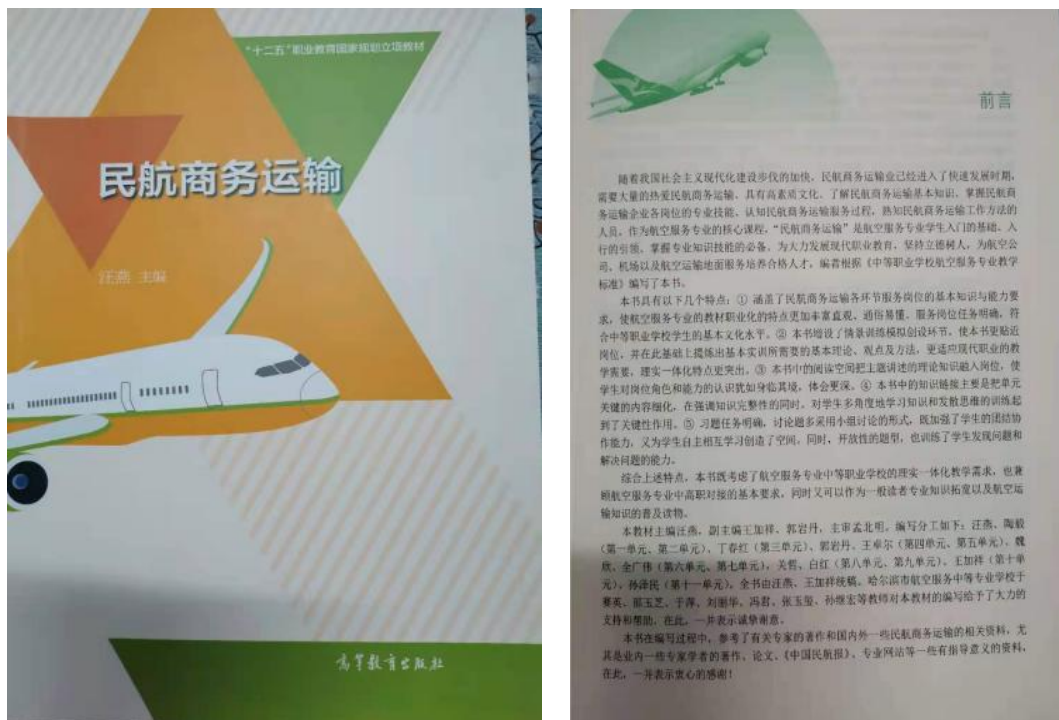 “十二五”职业教育国家规划立项教材
民航商务运输
汪燕 主编
高等教育出版社
前言
随着我国社会主义现代化建设步伐的加快，民航商务运输业已经进入了快速发展时期，
需要大量的热爱民航商务运输、具有高素质文化、了解民航商务运输基本知识、掌握民航商
务运输企业各岗位的专业技能、认知民航商务运输服务过程，熟知民航商务运输工作方法的
人员。作为航空服务专业的核心课程，“民航商务运输”是航空服务专业学生入门的基础、入
行的引领、掌握专业知识技能的必备。为大力发展现代职业教育，坚持立德树人，为航空公
司、机场以及航空运输地面服务培养合格人才，编者根据《中等职业学校航空服务专业教学
标准》编写了本书。
本书具有以下几个特点：① 涵盖了民航商务运输各环节服务岗位的基本知识与能力要
求，使航空服务专业的教材职业化的特点更加丰富直观、通俗易懂、服务岗位任务明确，符
合中等职业学校学生的基本文化水平。② 本书增设了情景训练模拟创设环节，使本书更贴近
岗位，并在此基础上提炼出基本实训所需要的基本理论、观点及方法，更适应现代职业的教
学需要，理实一体化特点更突出。③ 本书中的阅读空间把主题讲述的理论知识融入岗位，使
学生对岗位角色和能力的认识犹如身临其境，体会更深。④ 本书中的知识链接主要是把单元
关键的内容细化，在强调知识完整性的同时，对学生多角度地学习知识和发散思维的训练起
到了关键性作用。⑤ 习题任务明确，讨论题多采用小组讨论的形式，既加强了学生的团结协
作能力，又为学生自主相互学习创造了空间。同时，开放性的题型，也训练了学生发现问题和
解决问题的能力。
综合上述特点，本书既考虑了航空服务专业中等职业学校的理实一体化教学需求，也兼
顾航空服务专业中高职对接的基本要求，同时又可以作为一般读者专业知识拓宽以及航空运
输知识的普及读物。
本教材主编汪燕，副主编王加祥、郭岩丹，主审孟北明。编写分工如下：汪燕、陶毅
（第一单元、第二单元），丁春红（第三单元），郭岩丹、王卓尔（第四单元、第五单元），魏
欣、金广伟（第六单元、第七单元），关哲、白红（第八单元、第九单元），王加祥（第十单
元），孙泽民（第十一单元），全书由汪燕、王加祥统稿。哈尔滨市航空服务中等专业学校于
英、邵玉芝、于萍、刘丽华、冯君、张玉玺、孙继宏等教师对本教材的编写给予了大力的
支持和帮助，在此，一并表示诚挚谢意。
本书在编写过程中，参考了有关专家的著作和国内外一些民航商务运输的相关资料，尤
其是业内一些专家学者的著作、论文、《中国民航报》、专业网站等一些有指导意义的资料，
在此，一并表示衷心的感谢！